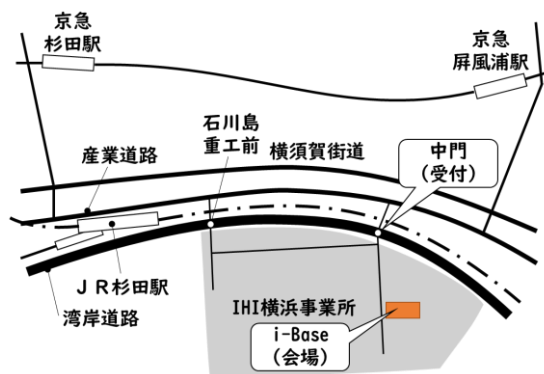 京急
杉田駅
京急
屏風浦駅
石川島
重工前
横須賀街道
中門
(受付)
産業道路
JR杉田駅
湾岸道路
IHI横浜事業所
i-Base
(会場)